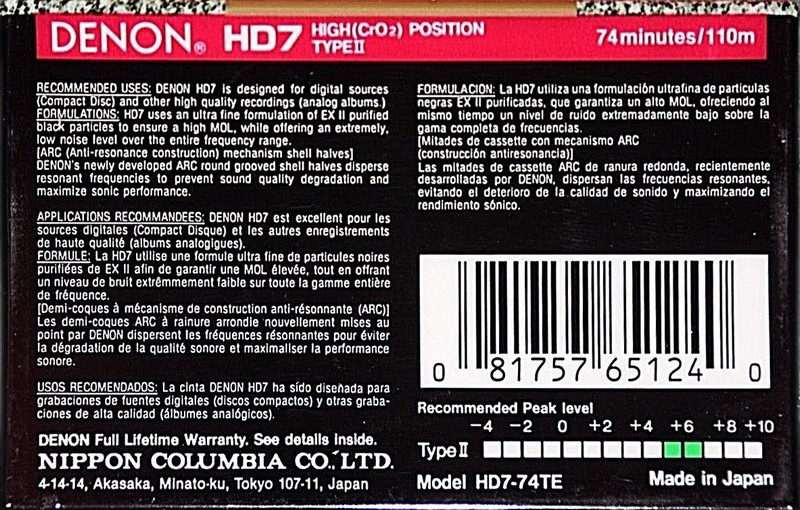 DENON® HD7 HIGH(CrO2) POSITION
TYPE II
74minutes/110m
RECOMMENDED USES: DENON HD7 is designed for digital sources
(Compact Disc) and other high quality recordings (analog albums.)
FORMULATIONS: HD7 uses an ultra fine formulation of EX II purified
black particles to ensure a high MOL, while offering an extremely,
low noise level over the entire frequency range.
[ARC (Anti-resonance construction) mechanism shell halves]
DENON's newly developed ARC round grooved shell halves disperse
resonant frequencies to prevent sound quality degradation and
maximize sonic performance.
APPLICATIONS RECOMMANDEES: DENON HD7 est excellent pour les
sources digitales (Compact Disque) et les autres enregistrements
de haute qualité (albums analogiques).
FORMULE: La HD7 utilise une formule ultra fine de particules noires
purifiées de EX II afin de garantir une MOL élevée, tout en offrant
un niveau de bruit extrêmmement faible sur toute la gamme entière
de fréquence.
[Demi-coques à mécanisme de construction anti-résonnante (ARC)]
Les demi-coques ARC à rainure arrondie nouvellement mises au
point par DENON dispersent les fréquences résonnantes pour éviter
la dégradation de la qualité sonore et maximaliser la performance
sonore.
USOS RECOMENDADOS: La cinta DENON HD7 ha sído diseñada para
grabaciones de fuentes digitales (discos compactos) y otras graba-
ciones de alta calidad (álbumes analógicos).
DENON Full Lifetime Warranty. See details inside.
NIPPON COLUMBIA CO., LTD.
4-14-14, Akasaka, Minato-ku, Tokyo 107-11, Japan
FORMULACION: La HD7 utiliza una formulación ultrafina de partículas
negras EX II purificadas, que garantiza un alto MOL, ofreciendo al
mismo tiempo un nivel de ruido extremadamente bajo sobre la
gama completa de frecuencias.
[Mitades de cassette con mecanismo ARC
(construcción antiresonancia)]
Las mitades de cassette ARC de ranura redonda, recientemente
desarrolladas por DENON, dispersan las frecuencias resonantes,
evitando el deterioro de la calidad de sonido y maximizando el
rendimiento sónico.
0 81757 65124 0
Recommended Peak level
-4 -2 0 +2 +4 +6 +8 +10
Type II
Model HD7-74TE
Made in Japan